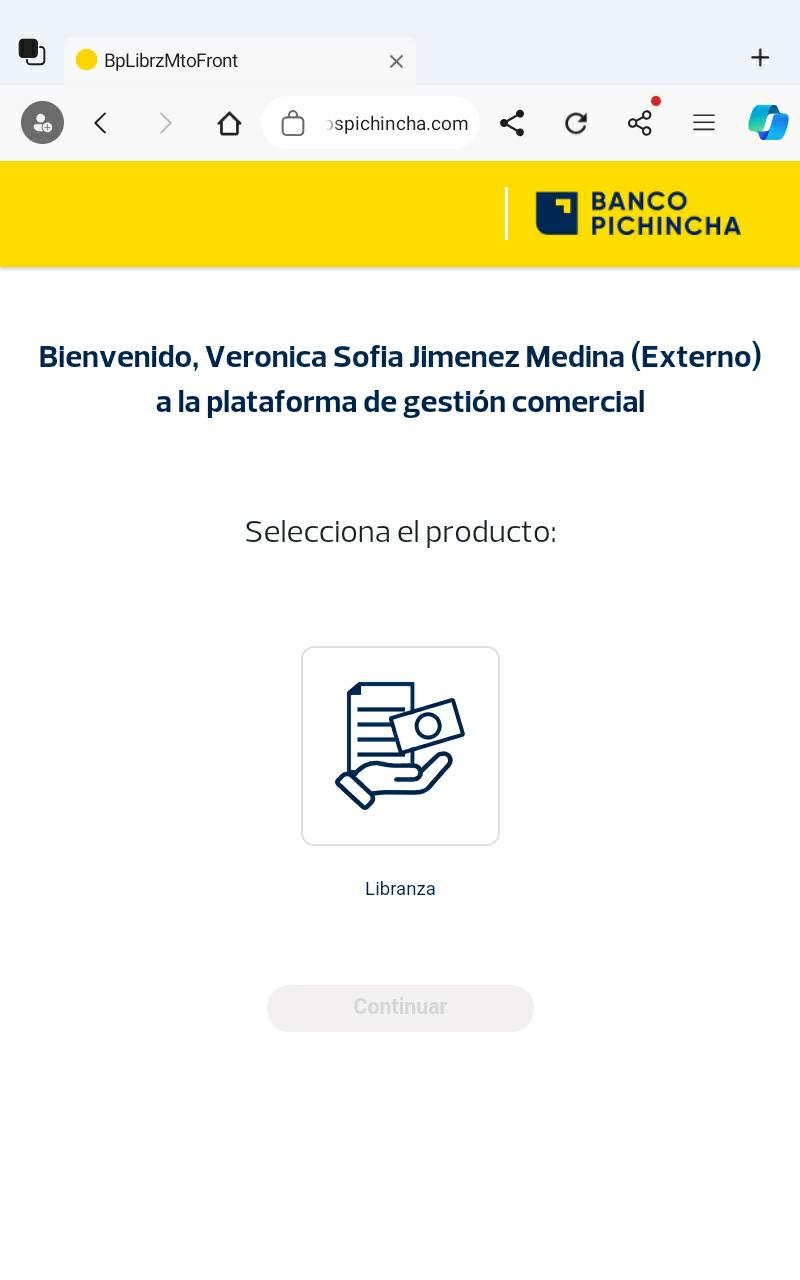 BpLibrzMtoFront
spichincha.com
BANCO
PICHINCHA
Bienvenido, Veronica Sofia Jimenez Medina (Externo)
a la plataforma de gestión comercial
Selecciona el producto:
Libranza
Continuar